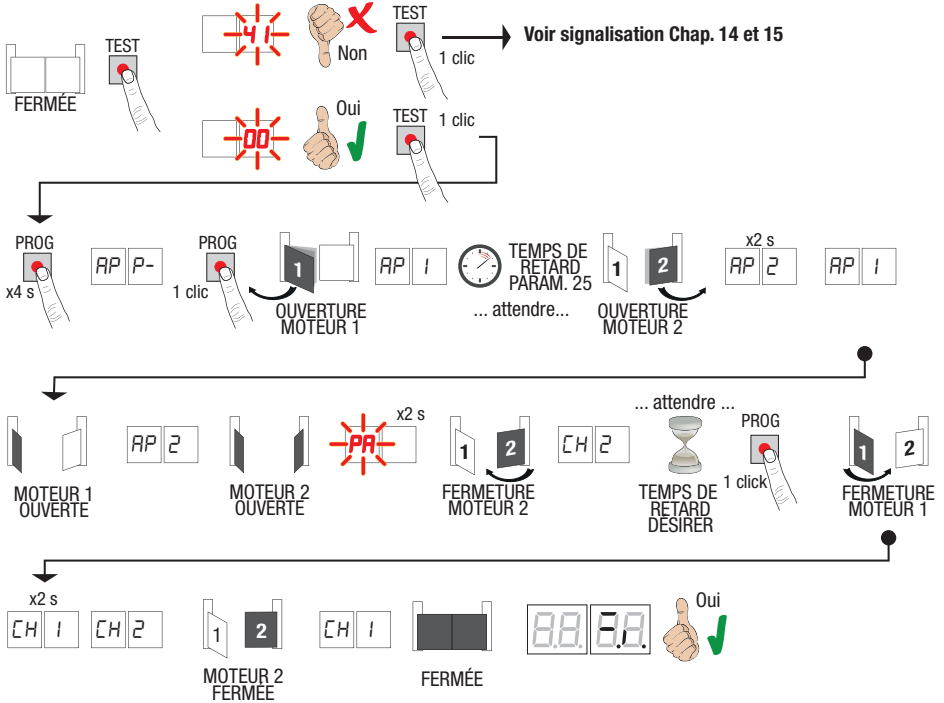 TEST
FERMÉE
41
Non
TEST
1 clic
Voir signalisation Chap. 14 et 15
00
Oui
TEST
1 clic
PROG
x4 s
AP P-
PROG
1 clic
1
OUVERTURE
MOTEUR 1
AP 1
TEMPS DE
RETARD
PARAM. 25
... attendre...
1
2
OUVERTURE
MOTEUR 2
x2 s
AP 2
AP 1
MOTEUR 1
OUVERTE
AP 2
MOTEUR 2
OUVERTE
PA
x2 s
1
2
FERMETURE
MOTEUR 2
CH 2
... attendre ...
TEMPS DE
RETARD
DÉSIRER
PROG
1 click
1
2
FERMETURE
MOTEUR 1
x2 s
CH 1
CH 2
1
2
MOTEUR 2
FERMÉE
CH 1
FERMÉE
Oui